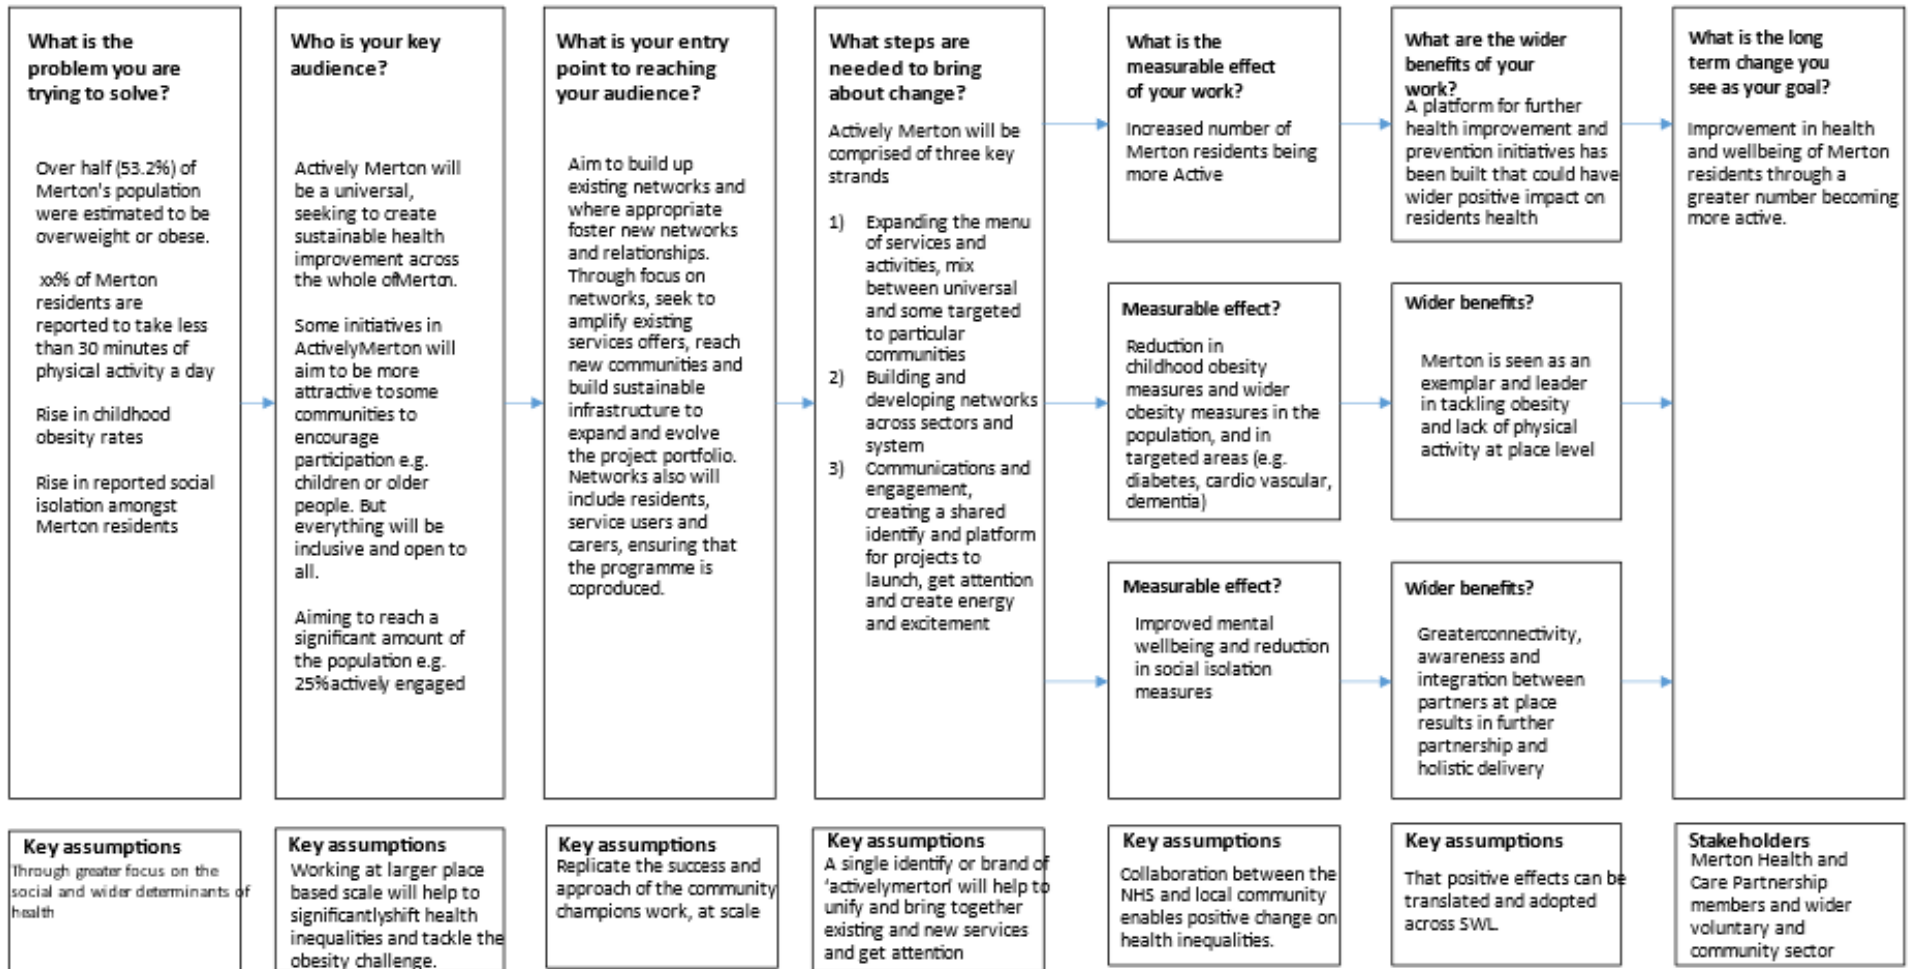 What is the
problem you are
trying to solve?
Over half (53.2%) of
Merton's population
were estimated to be
overweight or obese.
xx% of Merton
residents are
reported to take less
than 30 minutes of
physical activity a day
Rise in childhood
obesity rates
Rise in reported social
isolation amongst
Merton residents
Who is your key
audience?
Actively Merton will
be a universal,
seeking to create
sustainable health
improvement across
the whole ofMerton.
Some initiatives in
ActivelyMerton will
aim to be more
attractive tosome
communities to
encourage
participation e.g.
children or older
people. But
everything will be
inclusive and open to
all.
Aiming to reach a
significant amount of
the population e.g.
25%actively engaged
What is your entry
point to reaching
your audience?
Aim to build up
existing networks and
where appropriate
foster new networks
and relationships.
Through focus on
networks, seek to
amplify existing
services offers, reach
new communities and
build sustainable
infrastructure to
expand and evolve
the project portfolio.
Networks also will
include residents,
service users and
carers, ensuring that
the programme is
coproduced.
What steps are
needed to bring
about change?
Actively Merton will be
comprised of three key
strands
1) Expanding the menu
of services and
activities, mix
between universal
and some targeted
to particular
communities
2) Building and
developing networks
across sectors and
system
3) Communications and
engagement,
creating a shared
identify and platform
for projects to
launch, get attention
and create energy
and excitement
What is the
measurable effect
of your work?
Increased number of
Merton residents being
more Active
Measurable effect?
Reduction in
childhood obesity
measures and wider
obesity measures in the
population, and in
targeted areas (e.g.
diabetes, cardio vascular,
dementia)
Measurable effect?
Improved mental
wellbeing and reduction
in social isolation
measures
What are the wider
benefits of your
work?
A platform for further
health improvement and
prevention initiatives has
been built that could have
wider positive impact on
residents health
Wider benefits?
Merton is seen as an
exemplar and leader
in tackling obesity
and lack of physical
activity at place level
Wider benefits?
Greaterconnectivity,
awareness and
integration between
partners at place
results in further
partnership and
holistic delivery
What is the long
term change you
see as your goal?
Improvement in health
and wellbeing of Merton
residents through a
greater number becoming
more active.
Key assumptions
Through greater focus on the
social and wider determinants of
health
Key assumptions
Working at larger place
based scale will help to
significantlyshift health
inequalities and tackle the
obesity challenge.
Key assumptions
Replicate the success and
approach of the community
champions work, at scale
Key assumptions
A single identify or brand of
'activelymerton' will help to
unify and bring together
existing and new services
and get attention
Key assumptions
Collaboration between the
NHS and local community
enables positive change on
health inequalities.
Key assumptions
That positive effects can be
translated and adopted
across SWL.
Stakeholders
Merton Health and
Care Partnership
members and wider
voluntary and
community sector